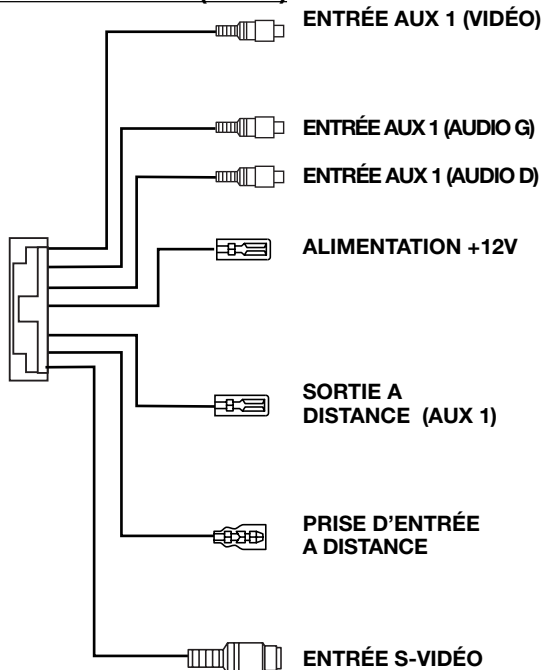 ENTRÉE AUX 1 (VIDÉO)
ENTRÉE AUX 1 (AUDIO G)
ENTRÉE AUX 1 (AUDIO D)
ALIMENTATION +12V
SORTIE A
DISTANCE (AUX 1)
PRISE D'ENTRÉE
A DISTANCE
ENTRÉE S-VIDÉO